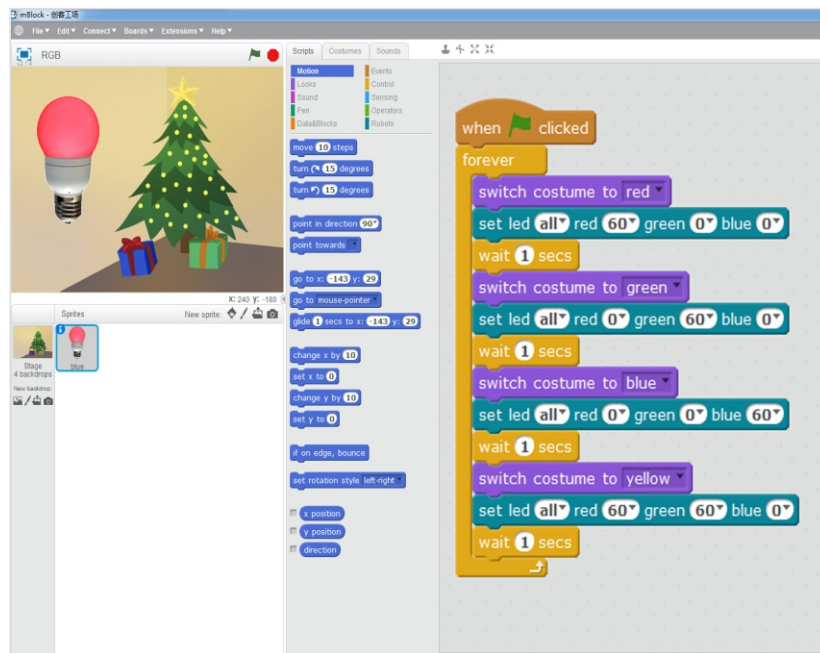 mBlock - 创客工场
File▼ Edit▼ Connect▼ Boards▼ Extensions▼ Help▼
RGB
X: 240 y: -180
Sprites New sprite:
Stage
4 backdrops
New backdrop:
blue
Scripts Costumes Sounds
Motion Events
Looks Control
Sound Sensing
Pen Operators
Data&Blocks Robots
move 10 steps
turn 15 degrees
turn 15 degrees
point in direction 90▼
point towards ▼
go to x: -143 y: 29
go to mouse-pointer▼
glide 1 secs to x: -143 y: 29
change x by 10
set x to 0
change y by 10
set y to 0
if on edge, bounce
set rotation style left-right▼
x position
y position
direction
when clicked
forever
switch costume to red▼
set led all▼ red 60▼ green 0▼ blue 0▼
wait 1 secs
switch costume to green▼
set led all▼ red 0▼ green 60▼ blue 0▼
wait 1 secs
switch costume to blue▼
set led all▼ red 0▼ green 0▼ blue 60▼
wait 1 secs
switch costume to yellow▼
set led all▼ red 60▼ green 60▼ blue 0▼
wait 1 secs